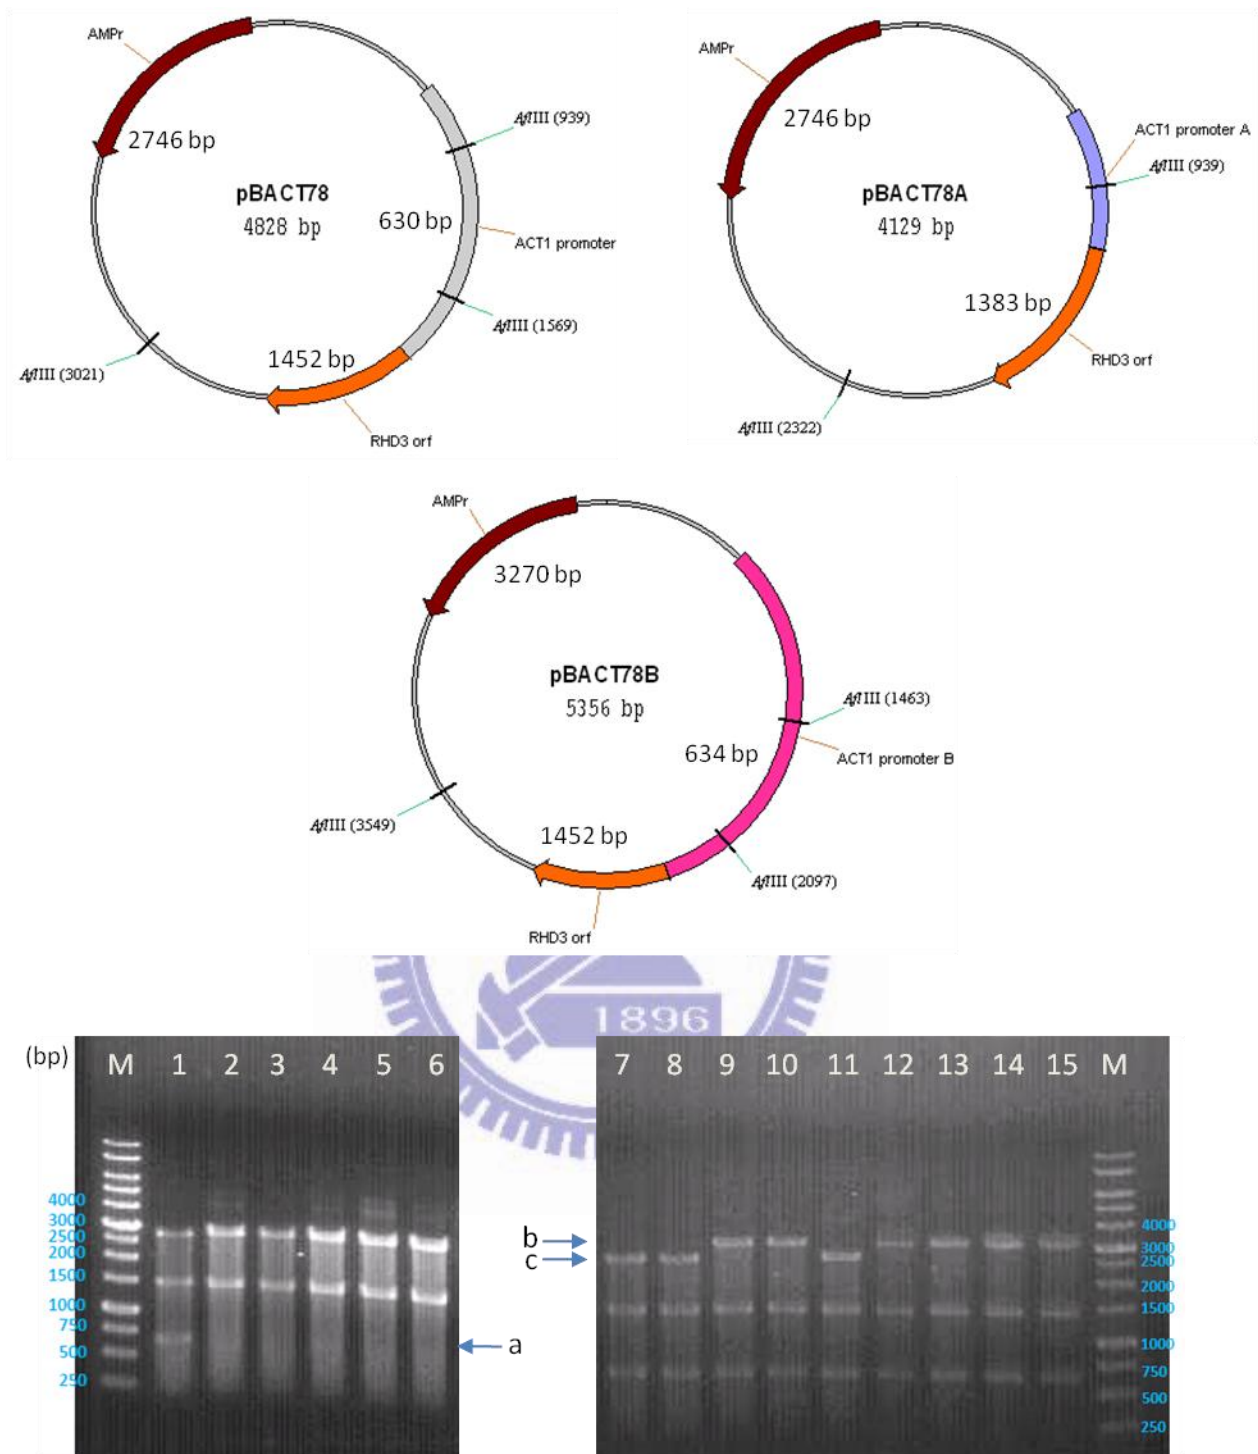 AMPr
2746 bp
AflIII (939)
pBACT78
4828 bp
630 bp
ACT1 promoter
AflIII (1569)
1452 bp
AflIII (3021)
RHD3 orf
AMPr
2746 bp
ACT1 promoter A
AflIII (939)
pBACT78A
4129 bp
1383 bp
RHD3 orf
AflIII (2322)
AMPr
3270 bp
pBACT78B
5356 bp
AflIII (1463)
634 bp
ACT1 promoter B
AflIII (3549)
1452 bp
AflIII (2097)
RHD3 orf
1896
(bp) M 1 2 3 4 5 6
4000
3000
2500
2000
1500
1000
750
500
250
a
7 8 9 10 11 12 13 14 15 M
b
c
4000
3000
2500
2000
1500
1000
750
500
250